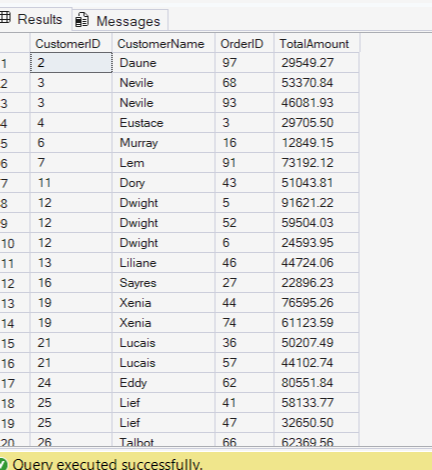 Results Messages
CustomerID CustomerName OrderID TotalAmount
1 2 Daune 97 29549.27
2 3 Nevile 68 53370.84
3 3 Nevile 93 46081.93
4 4 Eustace 3 29705.50
5 6 Murray 16 12849.15
6 7 Lem 91 73192.12
7 11 Dory 43 51043.81
8 12 Dwight 5 91621.22
9 12 Dwight 52 59504.03
10 12 Dwight 6 24593.95
11 13 Liliane 46 44724.06
12 16 Sayres 27 22896.23
13 19 Xenia 44 76595.26
14 19 Xenia 74 61123.59
15 21 Lucais 36 50207.49
16 21 Lucais 57 44102.74
17 24 Eddy 62 80551.84
18 25 Lief 41 58133.77
19 25 Lief 47 32650.50
20 26 Talbot 66 62369.56
Query executed successfully.